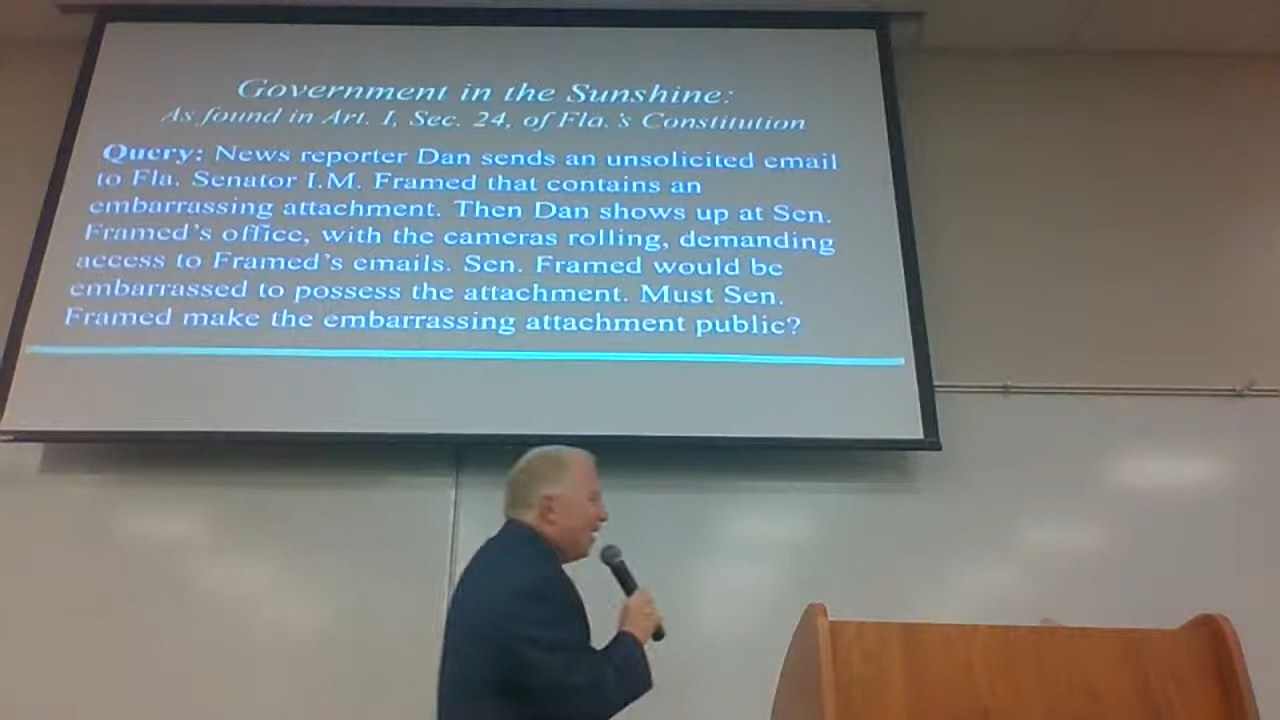 Government in the Sunshine:
As found in Art. I, Sec. 24, of Fla.'s Constitution
Query: News reporter Dan sends an unsolicited email
to Fla. Senator I.M. Framed that contains an
embarrassing attachment. Then Dan shows up at Sen.
Framed's office, with the cameras rolling, demanding
access to Framed's emails. Sen. Framed would be
embarrassed to possess the attachment. Must Sen.
Framed make the embarrassing attachment public?